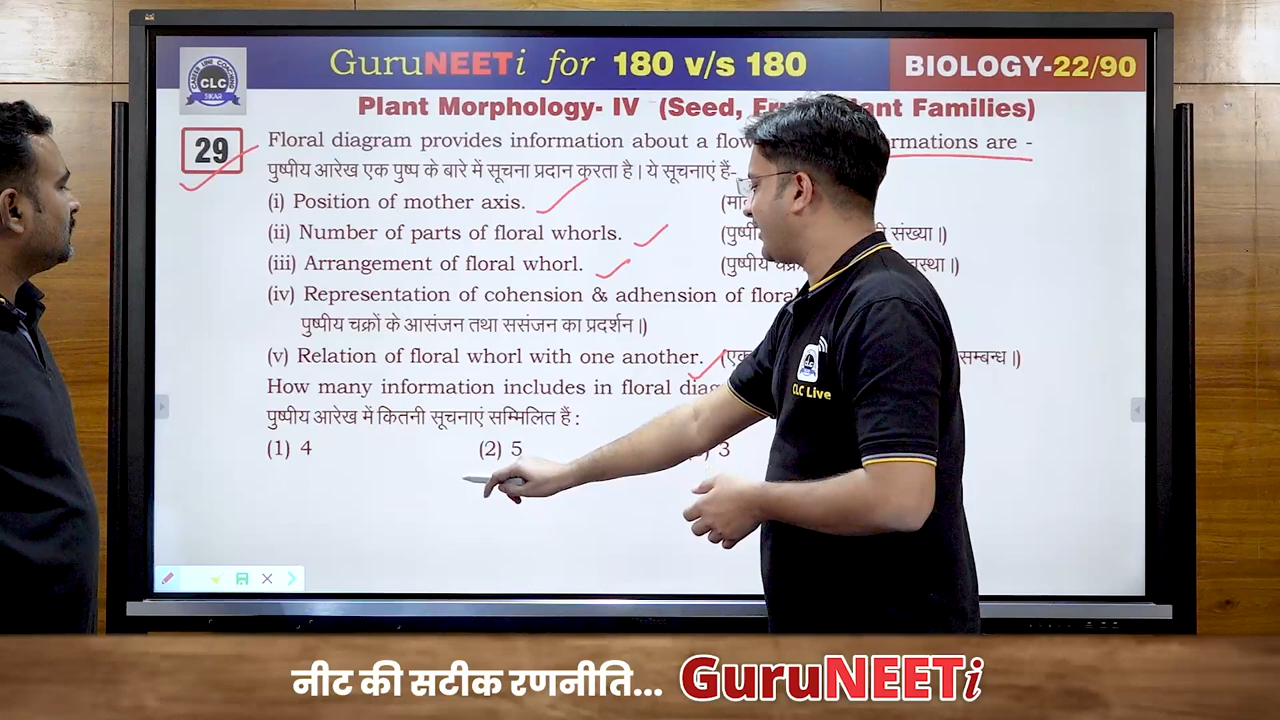 GuruNEETi for 180 v/s 180
BIOLOGY-22/90
CLC
SIKAR
Plant Morphology- IV (Seed, Fru ant Families)
29
Floral diagram provides information about a flow rmations are -
पुष्पीय आरेख एक पुष्प के बारे में सूचना प्रदान करता है। ये सूचनाएं हैं-
(i) Position of mother axis.
(ii) Number of parts of floral whorls. (पुष्पी ी संख्या।)
(iii) Arrangement of floral whorl. (पुष्पीय वस्था।)
(iv) Representation of cohension & adhension of floral
पुष्पीय चक्रों के आसंजन तथा ससंजन का प्रदर्शन।)
(v) Relation of floral whorl with one another. (एक सम्बन्ध।)
How many information includes in floral diag
पुष्पीय आरेख में कितनी सूचनाएं सम्मिलित हैं :
(1) 4 (2) 5 3
CLC Live
नीट की सटीक रणनीति... GuruNEETi